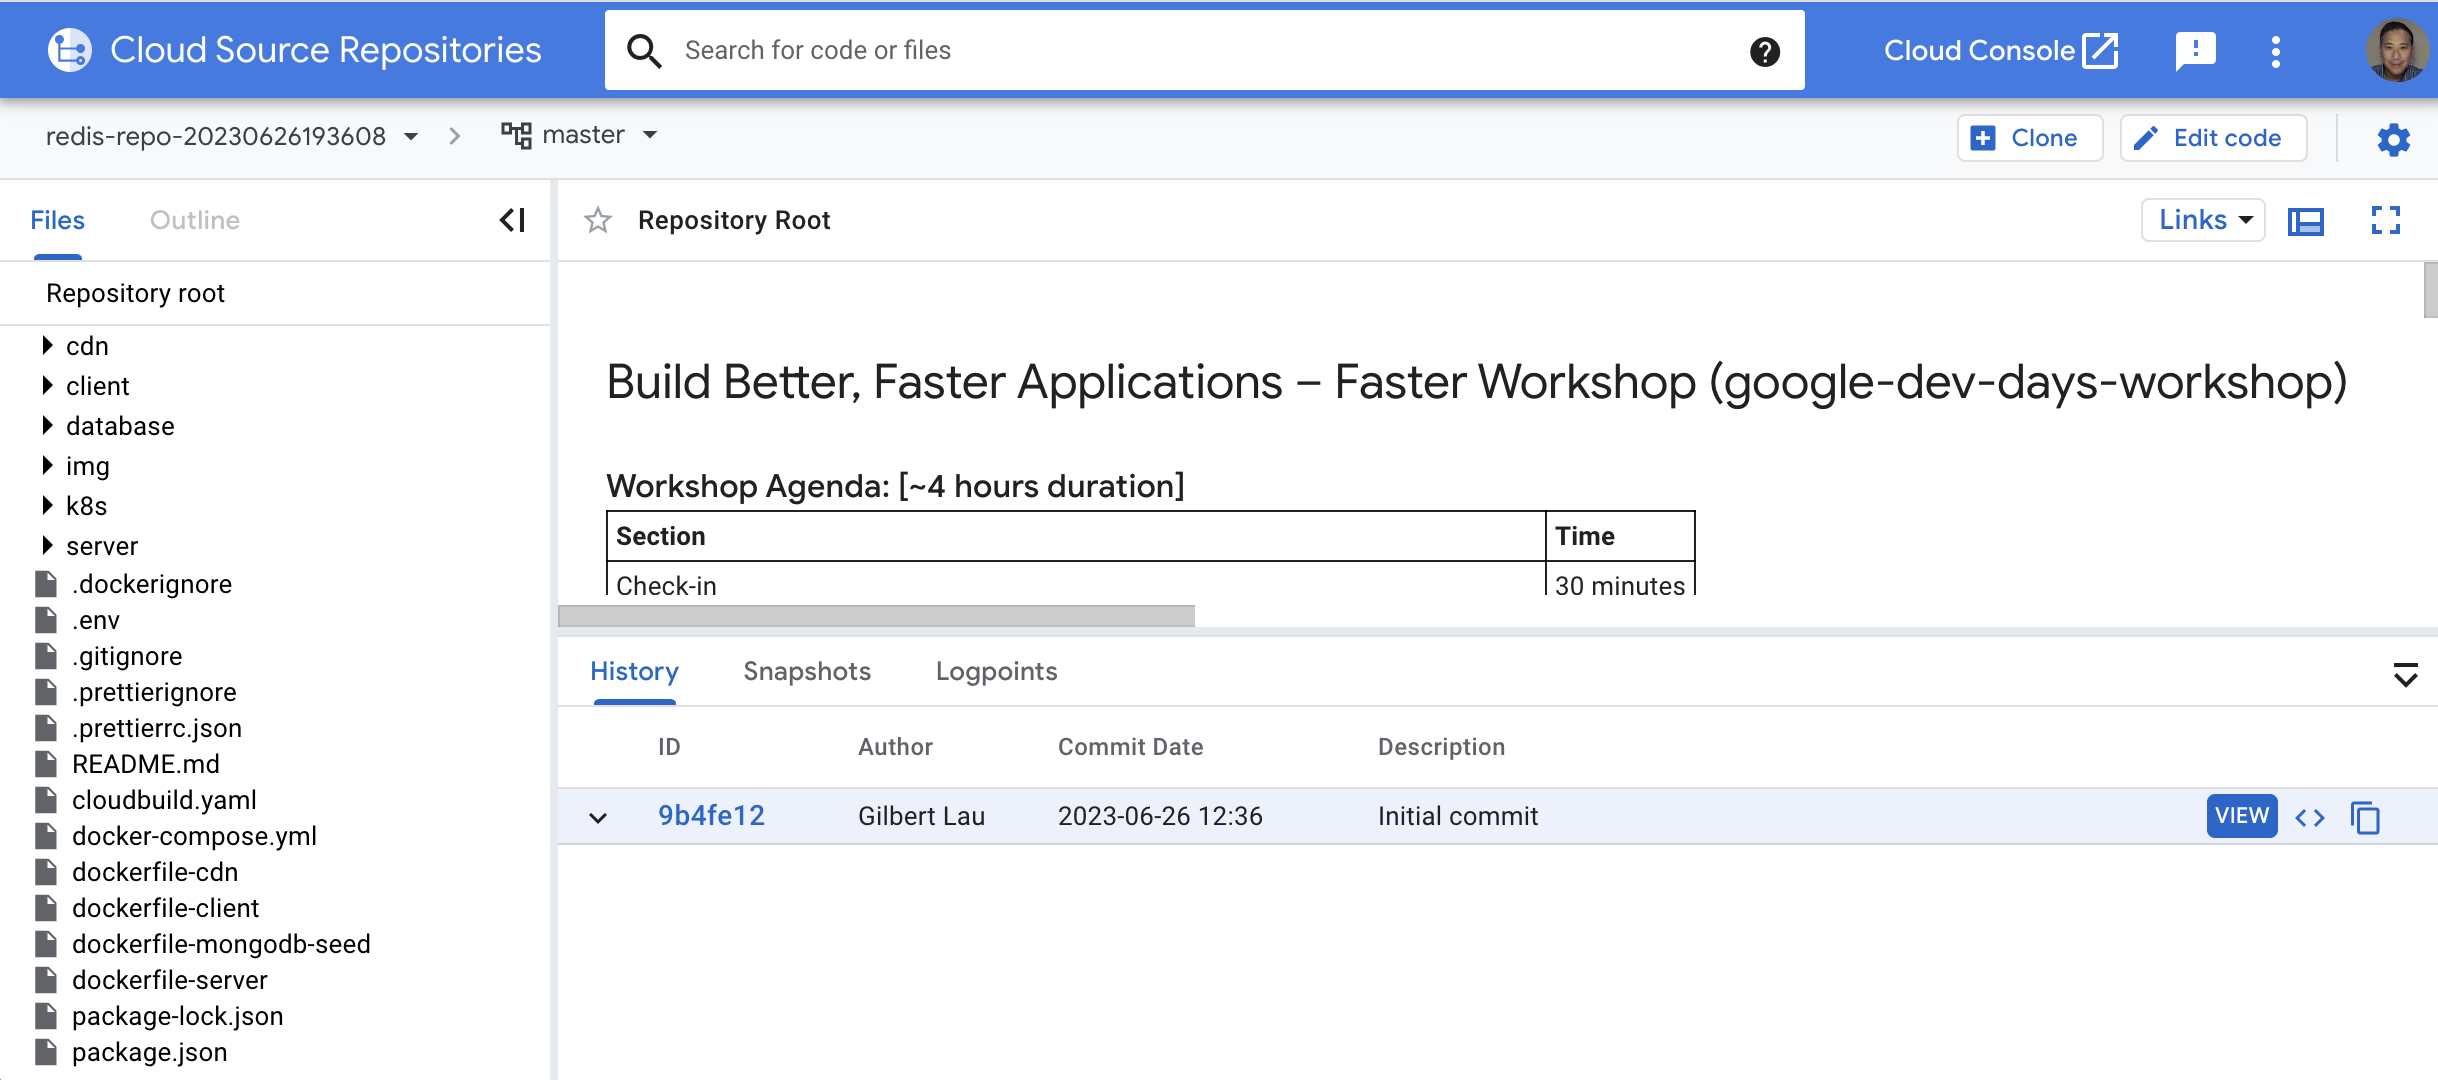 Cloud Source Repositories
Search for code or files
Cloud Console
redis-repo-20230626193608
master
Clone
Edit code
Files
Outline
Repository Root
Links
Repository root
cdn
client
database
img
k8s
server
.dockerignore
.env
.gitignore
.prettierignore
.prettierrc.json
README.md
cloudbuild.yaml
docker-compose.yml
dockerfile-cdn
dockerfile-client
dockerfile-mongodb-seed
dockerfile-server
package-lock.json
package.json
Build Better, Faster Applications – Faster Workshop (google-dev-days-workshop)
Workshop Agenda: [~4 hours duration]
Section Time
Check-in 30 minutes
History Snapshots Logpoints
ID Author Commit Date Description
9b4fe12 Gilbert Lau 2023-06-26 12:36 Initial commit VIEW